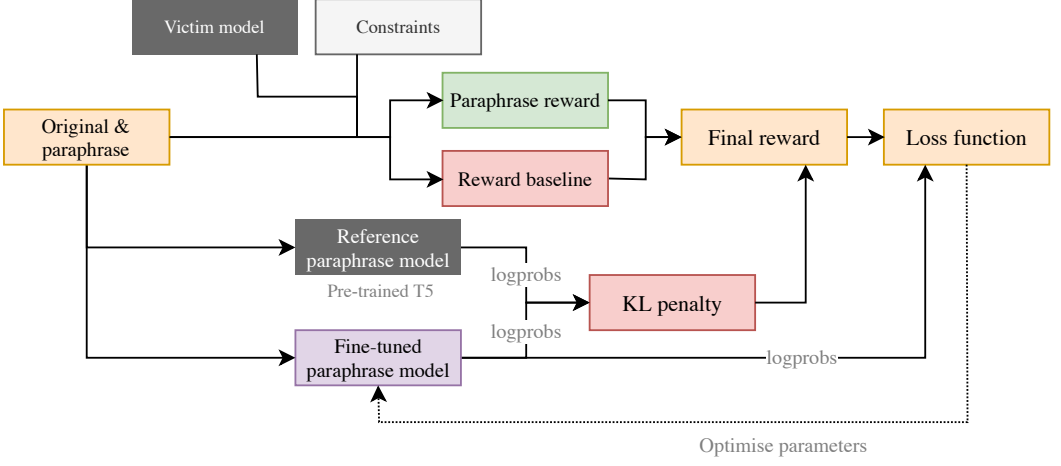 Victim model
Constraints
Original &
paraphrase
Paraphrase reward
Reward baseline
Final reward
Loss function
Reference
paraphrase model
Pre-trained T5
logprobs
KL penalty
logprobs
Fine-tuned
paraphrase model
logprobs
Optimise parameters